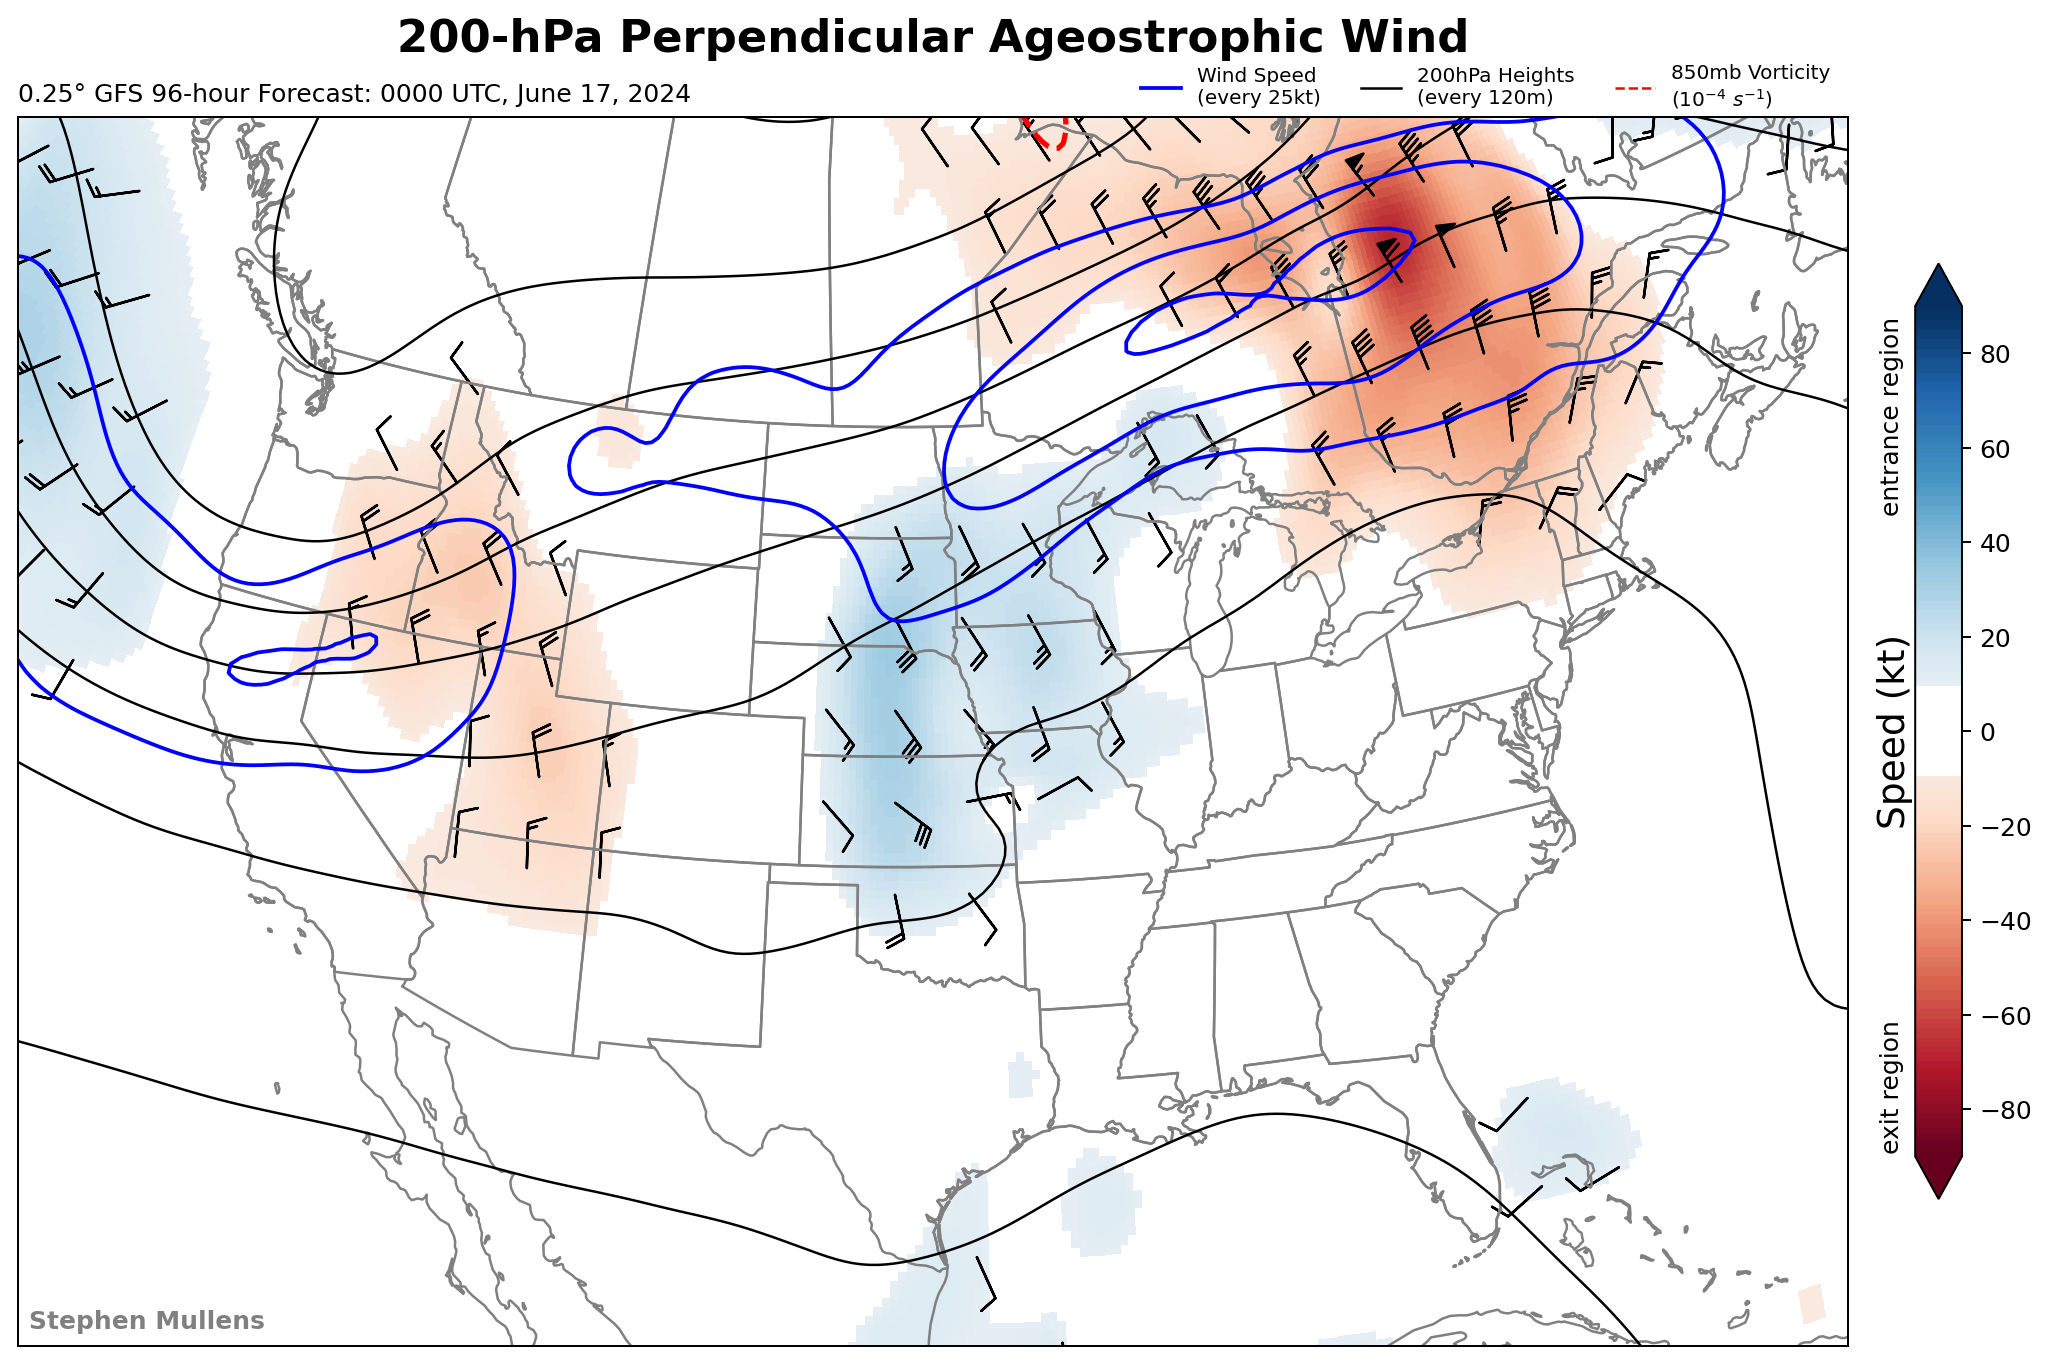 200-hPa Perpendicular Ageostrophic Wind
0.25° GFS 96-hour Forecast: 0000 UTC, June 17, 2024
Wind Speed
(every 25kt)
200hPa Heights
(every 120m)
850mb Vorticity
(10⁻⁴ s⁻¹)
entrance region
Speed (kt)
exit region
80
60
40
20
0
−20
−40
−60
−80
Stephen Mullens